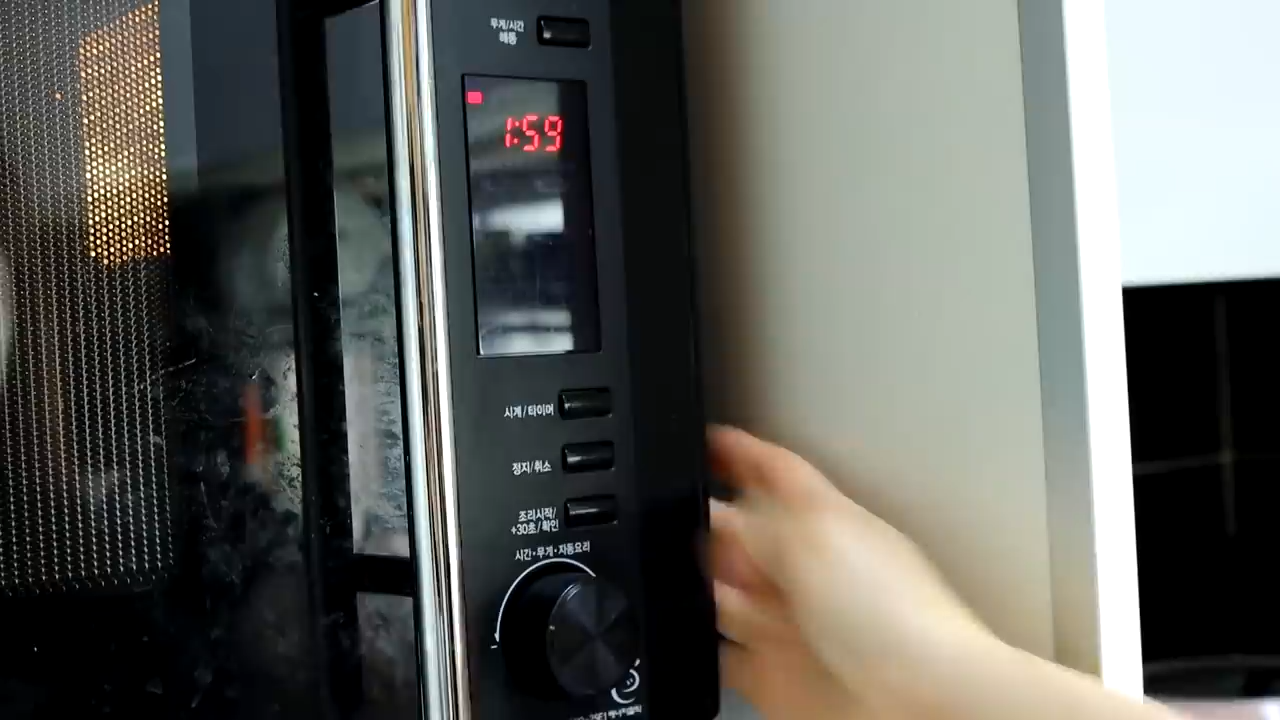 무게/시간
해동
1:59
시계/타이머
정지/취소
조리시작/
+30초/확인
시간·무게·자동요리